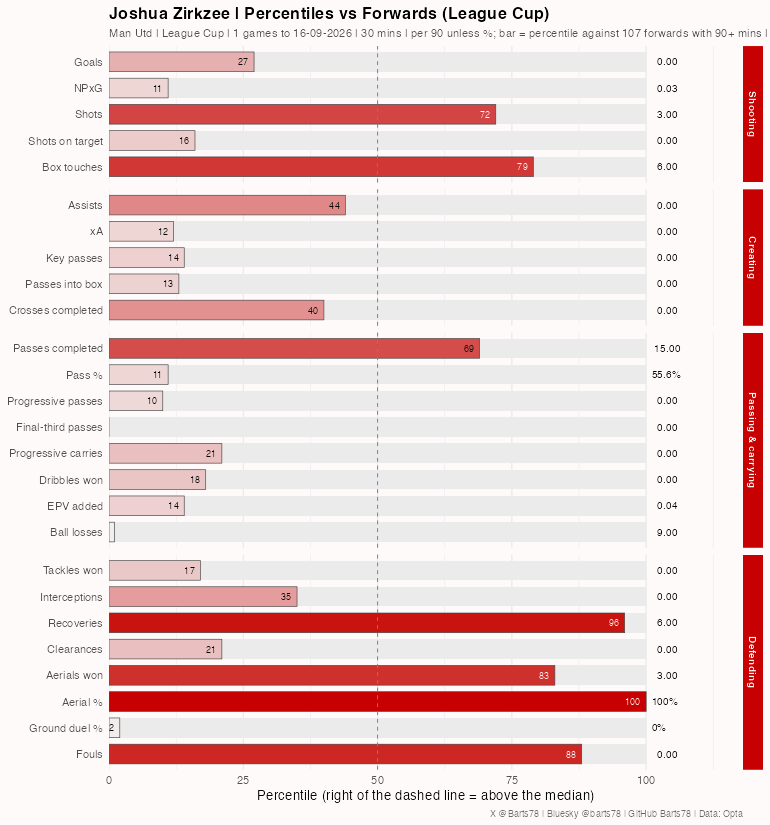 Joshua Zirkzee | Percentiles vs Forwards (League Cup)
Man Utd | League Cup | 1 games to 16-09-2026 | 30 mins | per 90 unless %; bar = percentile against 107 forwards with 90+ mins |
Goals 27 0.00
NPxG 11 0.03
Shots 72 3.00
Shots on target 16 0.00
Box touches 79 6.00
Shooting
Assists 44 0.00
xA 12 0.00
Key passes 14 0.00
Passes into box 13 0.00
Crosses completed 40 0.00
Creating
Passes completed 69 15.00
Pass % 11 55.6%
Progressive passes 10 0.00
Final-third passes 0.00
Progressive carries 21 0.00
Dribbles won 18 0.00
EPV added 14 0.04
Ball losses 9.00
Passing & carrying
Tackles won 17 0.00
Interceptions 35 0.00
Recoveries 96 6.00
Clearances 21 0.00
Aerials won 83 3.00
Aerial % 100 100%
Ground duel % 2 0%
Fouls 88 0.00
Defending
0 25 50 75 100
Percentile (right of the dashed line = above the median)
X @Barts78 | Bluesky @barts78 | GitHub Barts78 | Data: Opta